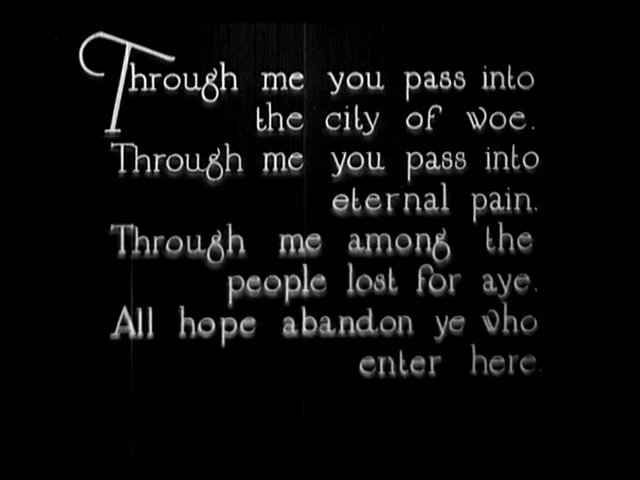 Through me you pass into
the city of woe.
Through me you pass into
eternal pain.
Through me among the
people lost for aye.
All hope abandon ye who
enter here.